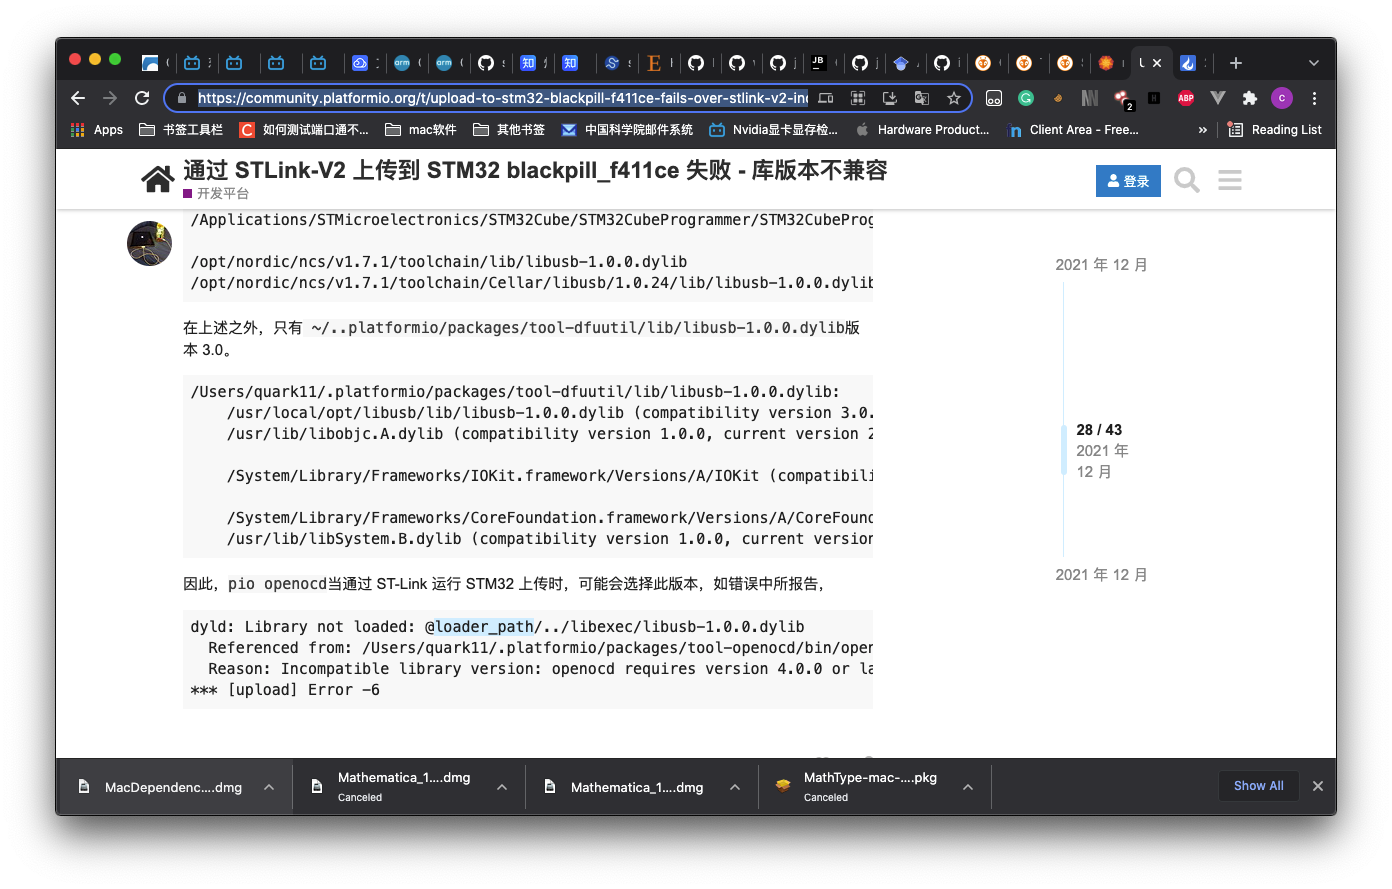 https://community.platformio.org/t/upload-to-stm32-blackpill-f411ce-fails-over-stlink-v2-inc
Apps 书签工具栏 如何测试端口通不... mac软件 其他书签 中国科学院邮件系统 Nvidia显卡显存检... Hardware Product... Client Area - Free... » Reading List
通过 STLink-V2 上传到 STM32 blackpill_f411ce 失败 - 库版本不兼容
开发平台
登录
/Applications/STMicroelectronics/STM32Cube/STM32CubeProgrammer/STM32CubeProg
/opt/nordic/ncs/v1.7.1/toolchain/lib/libusb-1.0.0.dylib
/opt/nordic/ncs/v1.7.1/toolchain/Cellar/libusb/1.0.24/lib/libusb-1.0.0.dylib
在上述之外，只有 ~/..platformio/packages/tool-dfuutil/lib/libusb-1.0.0.dylib版
本 3.0。
/Users/quark11/.platformio/packages/tool-dfuutil/lib/libusb-1.0.0.dylib:
/usr/local/opt/libusb/lib/libusb-1.0.0.dylib (compatibility version 3.0.
/usr/lib/libobjc.A.dylib (compatibility version 1.0.0, current version 2
/System/Library/Frameworks/IOKit.framework/Versions/A/IOKit (compatibili
/System/Library/Frameworks/CoreFoundation.framework/Versions/A/CoreFound
/usr/lib/libSystem.B.dylib (compatibility version 1.0.0, current version
因此，pio openocd当通过 ST-Link 运行 STM32 上传时，可能会选择此版本，如错误中所报告，
dyld: Library not loaded: @loader_path/../libexec/libusb-1.0.0.dylib
Referenced from: /Users/quark11/.platformio/packages/tool-openocd/bin/open
Reason: Incompatible library version: openocd requires version 4.0.0 or la
*** [upload] Error -6
2021 年 12 月
28 / 43
2021 年
12 月
2021 年 12 月
MacDependenc....dmg
Mathematica_1....dmg
Canceled
Mathematica_1....dmg
MathType-mac-....pkg
Canceled
Show All